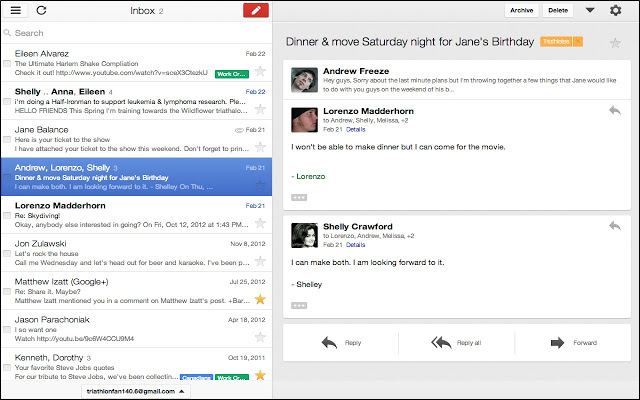 Inbox 2
Search
Eileen Alvarez Feb 22
The Ultimate Harlem Shake Compliation
Check it out! http://www.youtube.com/watch?v=sceX3CtezkU Work Gr...
Shelly .. Anna, Eileen 4 Feb 22
i'm doing a Half-Ironman to support leukemia & lymphoma research. Ple...
HELLO FRIENDS This Spring I'm training towards the Wildflower triathalo...
Jane Balance Feb 21
Here is your ticket to the show
I have attached your ticket to the show this weekend. Don't forget to prin...
Andrew, Lorenzo, Shelly 3 Feb 21
Dinner & move Saturday night for Jane's Birthday
I can make both. I am looking forward to it. - Shelley On Thu, ...
Lorenzo Madderhorn Feb 21
Re: Skydiving!
Okay, anybody else interested in going? On Fri, Oct 12, 2012 at 1:43 PM...
Jon Zulawski Nov 8, 2012
Let's rock the house
Call me Wednesday and let's head out for beer and karaoke. I've been p...
Matthew Izatt (Google+) Jul 25, 2012
Re: Share it. Maybe?
Matthew Izatt mentioned you in a comment on Matthew Izatt's post. +Bar...
Jason Parachoniak Apr 18, 2012
I so want one
Watch http://youtu.be/9c6W4CCU9M4
Kenneth, Dorothy 3 Oct 19, 2011
Your favorite Steve Jobs quotes
For our tribute to Steve Jobs, we've been collectin... Canadians Work Gr...
triathlonfan140.6@gmail.com
Archive
Delete
Dinner & move Saturday night for Jane's Birthday x
Andrew Freeze
Hey guys, Sorry about the last minute plans but I'm throwing together a few things that Jane would like
to do with you guys on the weekend of his b...
Lorenzo Madderhorn
to Andrew, Shelly, Melissa, +2
Feb 21 Details
I won't be able to make dinner but I can come for the movie.
- Lorenzo
Shelly Crawford
to Lorenzo, Andrew, Melissa, +2
Feb 21 Details
I can make both. I am looking forward to it.
- Shelley
Reply
Reply all
Forward